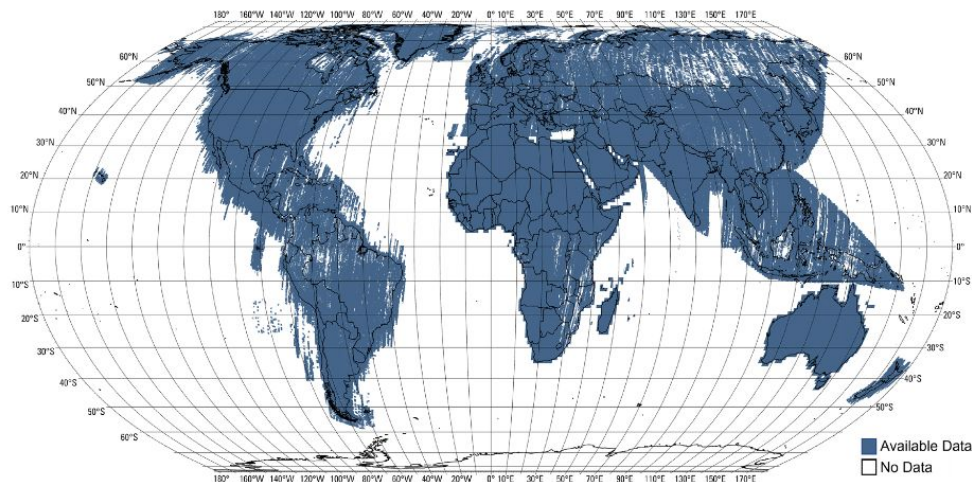 180° 160°W 140°W 120°W 100°W 80°W 60°W 40°W 20°W 0° 10°E 30°E 50°E 70°E 90°E 110°E 130°E 150°E 170°E
60°N 60°N
50°N 50°N
40°N 40°N
30°N 30°N
20°N 20°N
10°N 10°N
0° 0°
10°S 10°S
20°S 20°S
30°S 30°S
40°S 40°S
50°S 50°S
60°S 60°S
Available Data
No Data
180° 160°W 140°W 120°W 100°W 80°W 60°W 40°W 20°W 0° 10°E 30°E 50°E 70°E 90°E 110°E 130°E 150°E 170°E